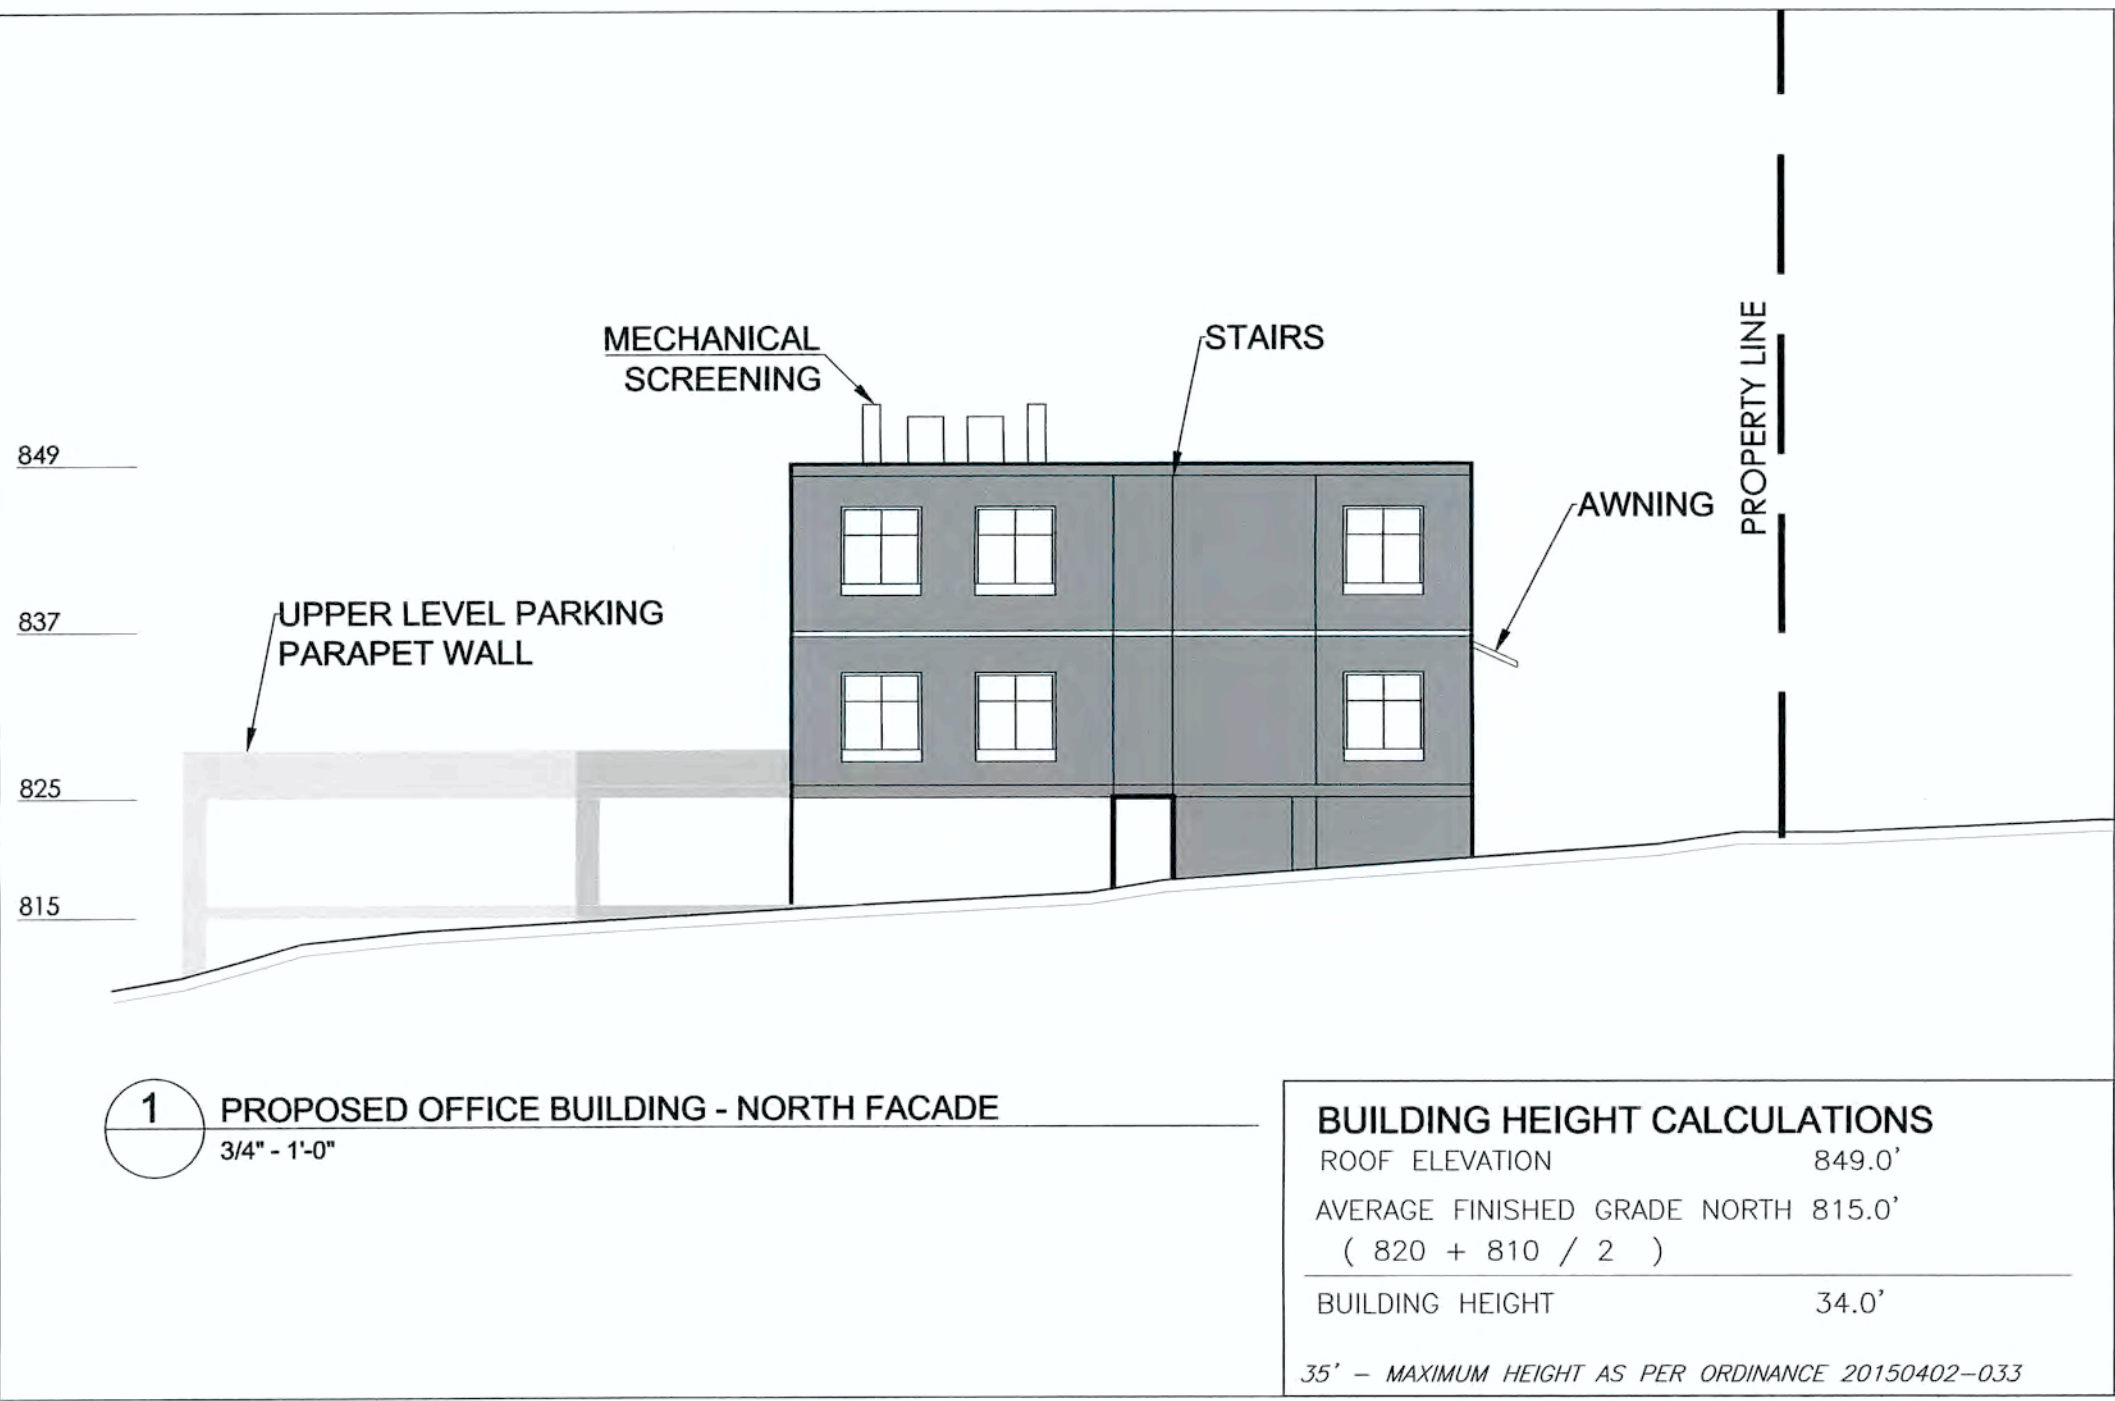 MECHANICAL
SCREENING
STAIRS
PROPERTY LINE
849
AWNING
837
UPPER LEVEL PARKING
PARAPET WALL
825
815
1
PROPOSED OFFICE BUILDING - NORTH FACADE
3/4" - 1'-0"
BUILDING HEIGHT CALCULATIONS
ROOF ELEVATION 849.0'
AVERAGE FINISHED GRADE NORTH 815.0'
( 820 + 810 / 2 )
BUILDING HEIGHT 34.0'
35' – MAXIMUM HEIGHT AS PER ORDINANCE 20150402–033